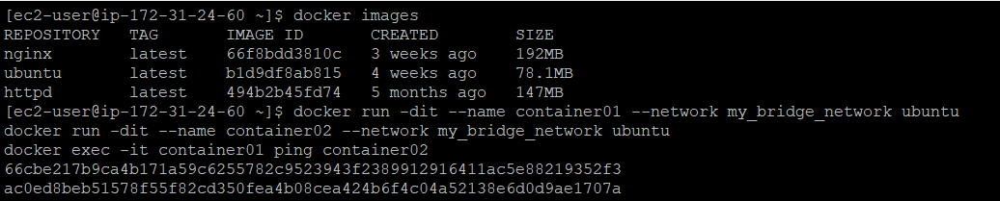 [ec2-user@ip-172-31-24-60 ~]$ docker images
REPOSITORY   TAG       IMAGE ID       CREATED        SIZE
nginx        latest    66f8bdd3810c   3 weeks ago    192MB
ubuntu       latest    b1d9df8ab815   4 weeks ago    78.1MB
httpd        latest    494b2b45fd74   5 months ago   147MB
[ec2-user@ip-172-31-24-60 ~]$ docker run -dit --name container01 --network my_bridge_network ubuntu
docker run -dit --name container02 --network my_bridge_network ubuntu
docker exec -it container01 ping container02
66cbe217b9ca4b171a59c6255782c9523943f2389912916411ac5e88219352f3
ac0ed8beb51578f55f82cd350fea4b08cea424b6f4c04a52138e6d0d9ae1707a